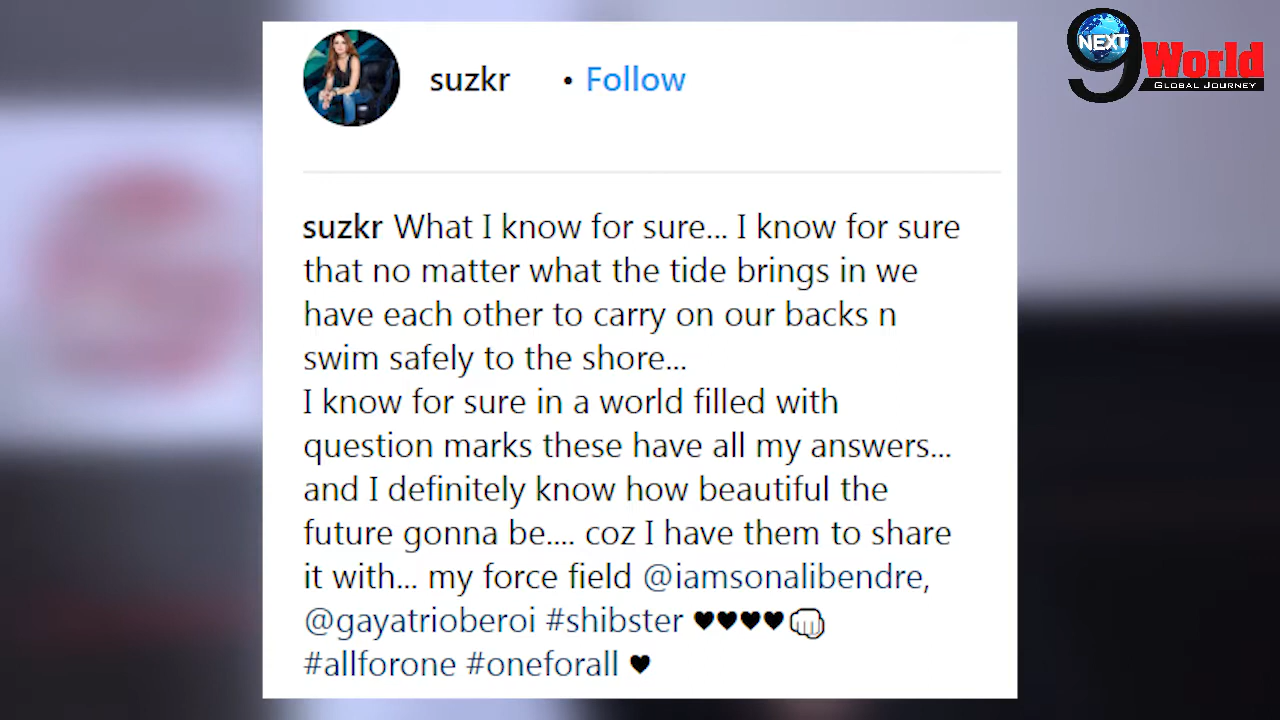 suzkr • Follow
NEXT
9 World
GLOBAL JOURNEY
suzkr What I know for sure... I know for sure
that no matter what the tide brings in we
have each other to carry on our backs n
swim safely to the shore...
I know for sure in a world filled with
question marks these have all my answers...
and I definitely know how beautiful the
future gonna be.... coz I have them to share
it with... my force field @iamsonalibendre,
@gayatrioberoi #shibster ♥♥♥♥👊
#allforone #oneforall ♥